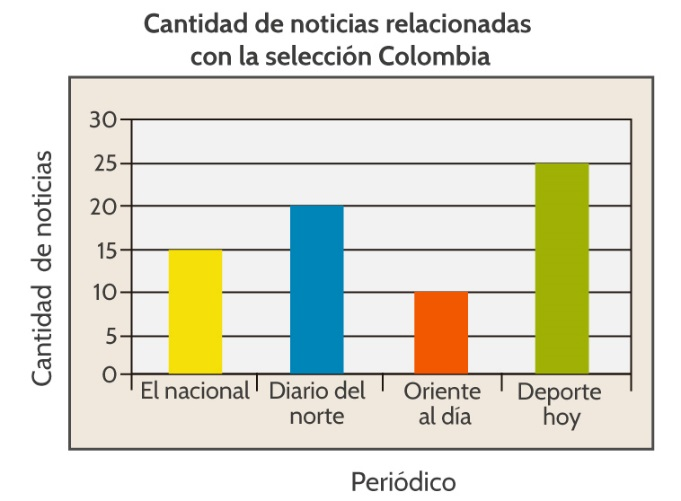 Cantidad de noticias relacionadas
con la selección Colombia
Cantidad de noticias
30
25
20
15
10
5
0
El nacional
Diario del
norte
Oriente
al día
Deporte
hoy
Periódico